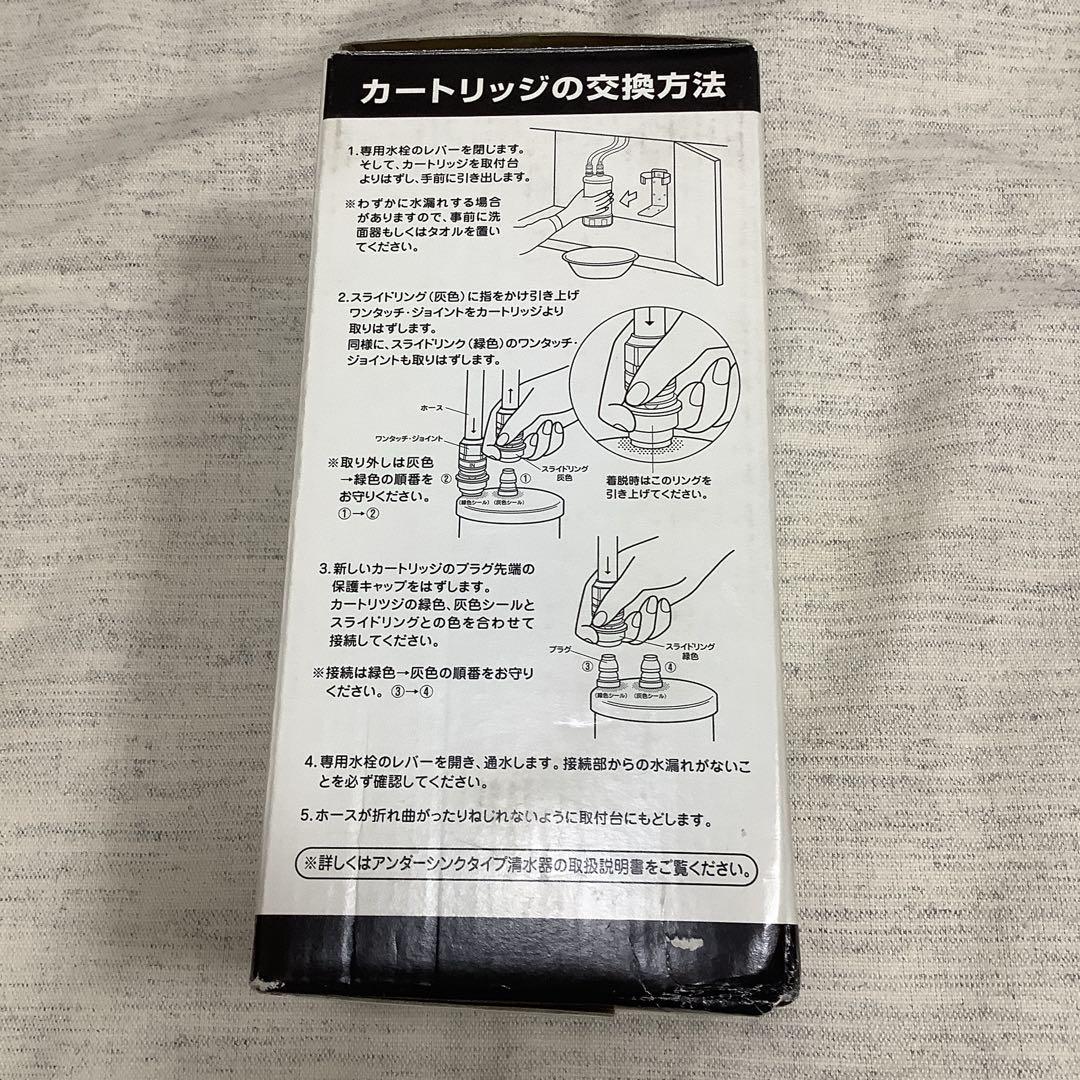 カートリッジの交換方法
1.専用水栓のレバーを閉じます。
そして、カートリッジを取付台
よりはずし、手前に引き出します。
※わずかに水漏れする場合
がありますので、事前に洗
面器もしくはタオルを置い
てください。
2.スライドリング(灰色)に指をかけ引き上げ
ワンタッチ・ジョイントをカートリッジより
取りはずします。
同様に、スライドリンク(緑色)のワンタッチ・
ジョイントも取りはずします。
ホース
ワンタッチ・ジョイント
IN
スライドリング
灰色
②
①
(緑色シール)
(灰色シール)
着脱時はこのリングを
引き上げてください。
※取り外しは灰色
→緑色の順番を
お守りください。
①→②
3.新しいカートリッジのプラグ先端の
保護キャップをはずします。
カートリツジの緑色、灰色シールと
スライドリングとの色を合わせて
接続してください。
※接続は緑色→灰色の順番をお守り
ください。③→④
プラグ
スライドリング
緑色
③
④
(緑色シール)
(灰色シール)
4.専用水栓のレバーを開き、通水します。接続部からの水漏れがないこ
とを必ず確認してください。
5.ホースが折れ曲がったりねじれないように取付台にもどします。
※詳しくはアンダーシンクタイプ清水器の取扱説明書をご覧ください。